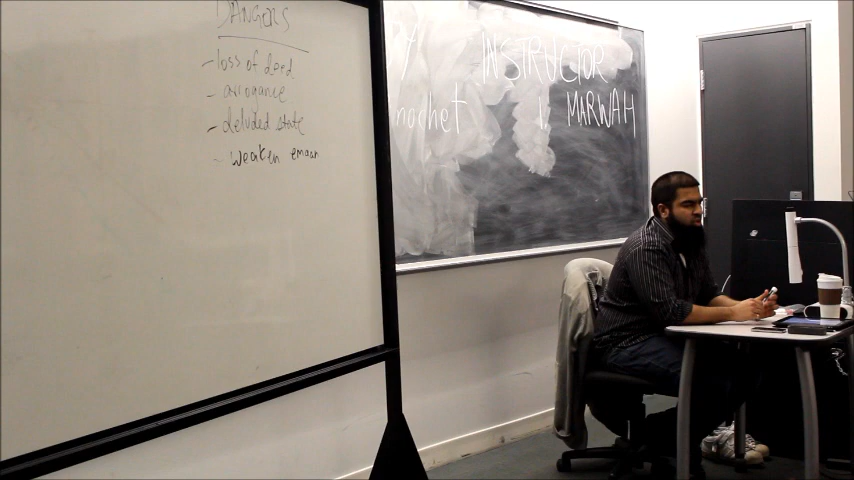 DANGERS
- loss of deed
- arrogance
- deluded state
- weaken emaan
INSTRUCTOR
MARWAH